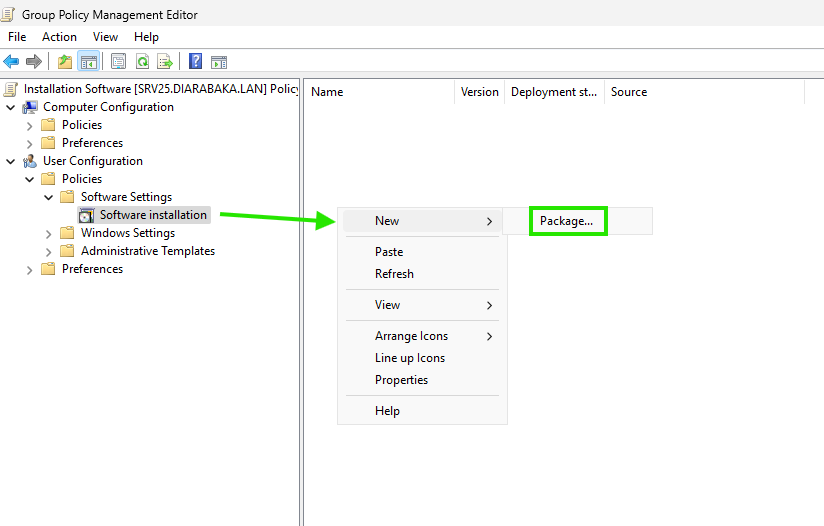 Group Policy Management Editor
File Action View Help
Installation Software [SRV25.DIARABAKA.LAN] Policy
Computer Configuration
Policies
Preferences
User Configuration
Policies
Software Settings
Software installation
Windows Settings
Administrative Templates
Preferences
Name Version Deployment st... Source
New
Package...
Paste
Refresh
View
Arrange Icons
Line up Icons
Properties
Help